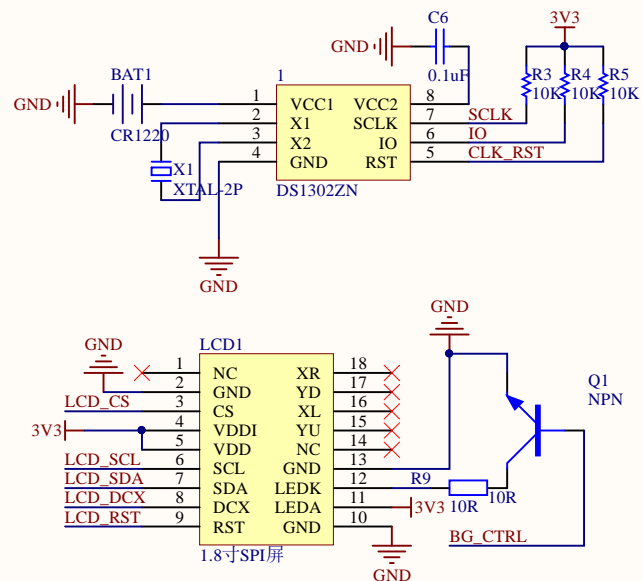 C6
GND
0.1uF
3V3
R3 R4 R5
10K 10K 10K
BAT1
GND
CR1220
1
1 VCC1 VCC2 8
2 X1 SCLK 7 SCLK
3 X2 IO 6 IO
4 GND RST 5 CLK_RST
DS1302ZN
X1
XTAL-2P
GND
GND
LCD1
GND
1 NC XR 18
2 GND YD 17
LCD_CS 3 CS XL 16
3V3 4 VDDI YU 15
5 VDD NC 14
LCD_SCL 6 SCL GND 13
LCD_SDA 7 SDA LEDK 12 R9
LCD_DCX 8 DCX LEDA 11 3V3
LCD_RST 9 RST GND 10
1.8寸SPI屏
10R 10R
Q1
NPN
BG_CTRL
GND